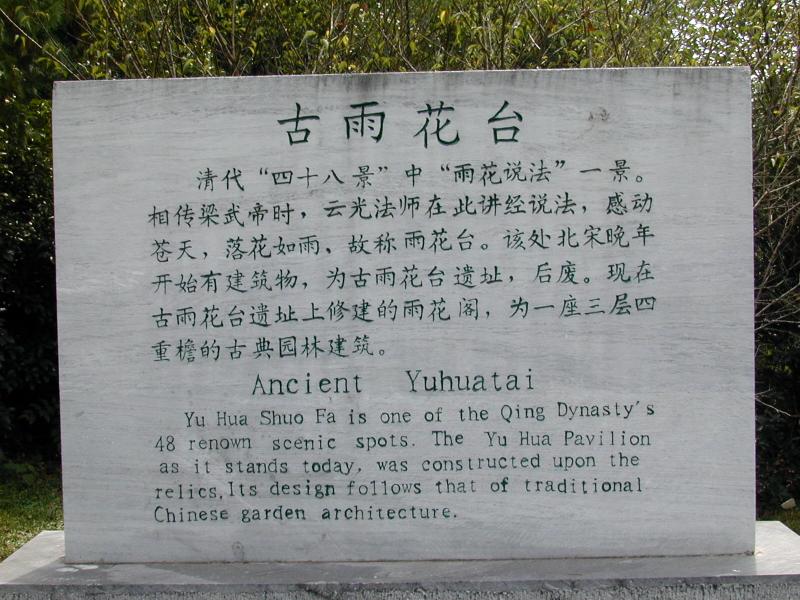 古雨花台
清代“四十八景”中“雨花说法”一景。
相传梁武帝时，云光法师在此讲经说法，感动
苍天，落花如雨，故称雨花台。该处北宋晚年
开始有建筑物，为古雨花台遗址，后废。现在
古雨花台遗址上修建的雨花阁，为一座三层四
重檐的古典园林建筑。
Ancient Yuhuatai
Yu Hua Shuo Fa is one of the Qing Dynasty's
48 renown scenic spots. The Yu Hua Pavilion
as it stands today, was constructed upon the
relics,Its design follows that of traditional
Chinese garden architecture.